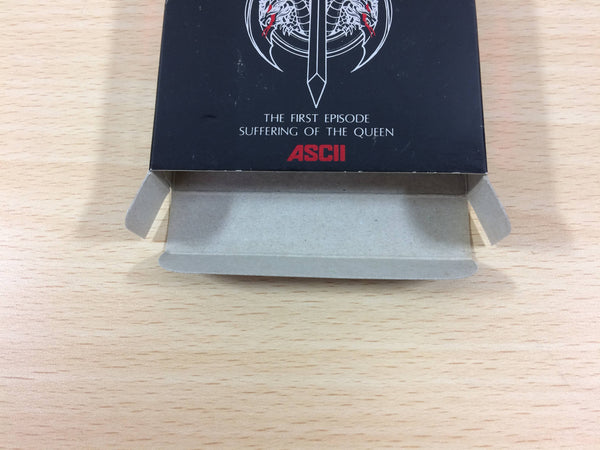 THE FIRST EPISODE
SUFFERING OF THE QUEEN
ASCII